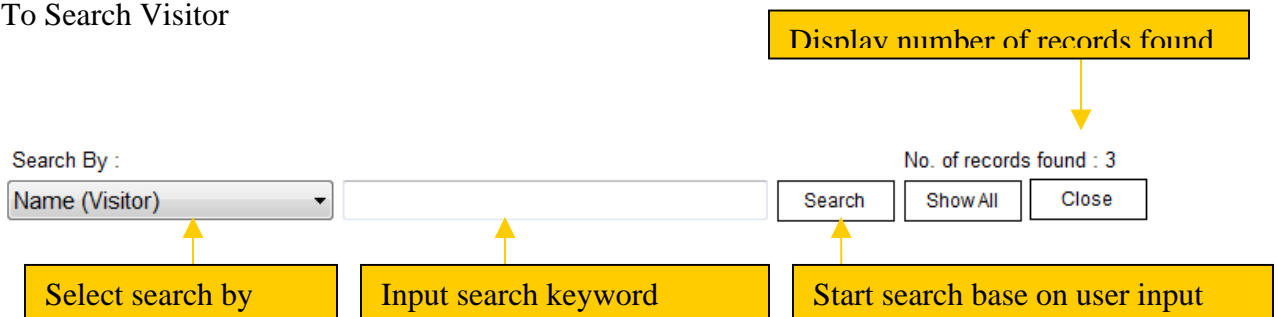 To Search Visitor
Display number of records found
Search By :
No. of records found : 3
Name (Visitor)
Search
Show All
Close
Select search by
Input search keyword
Start search base on user input